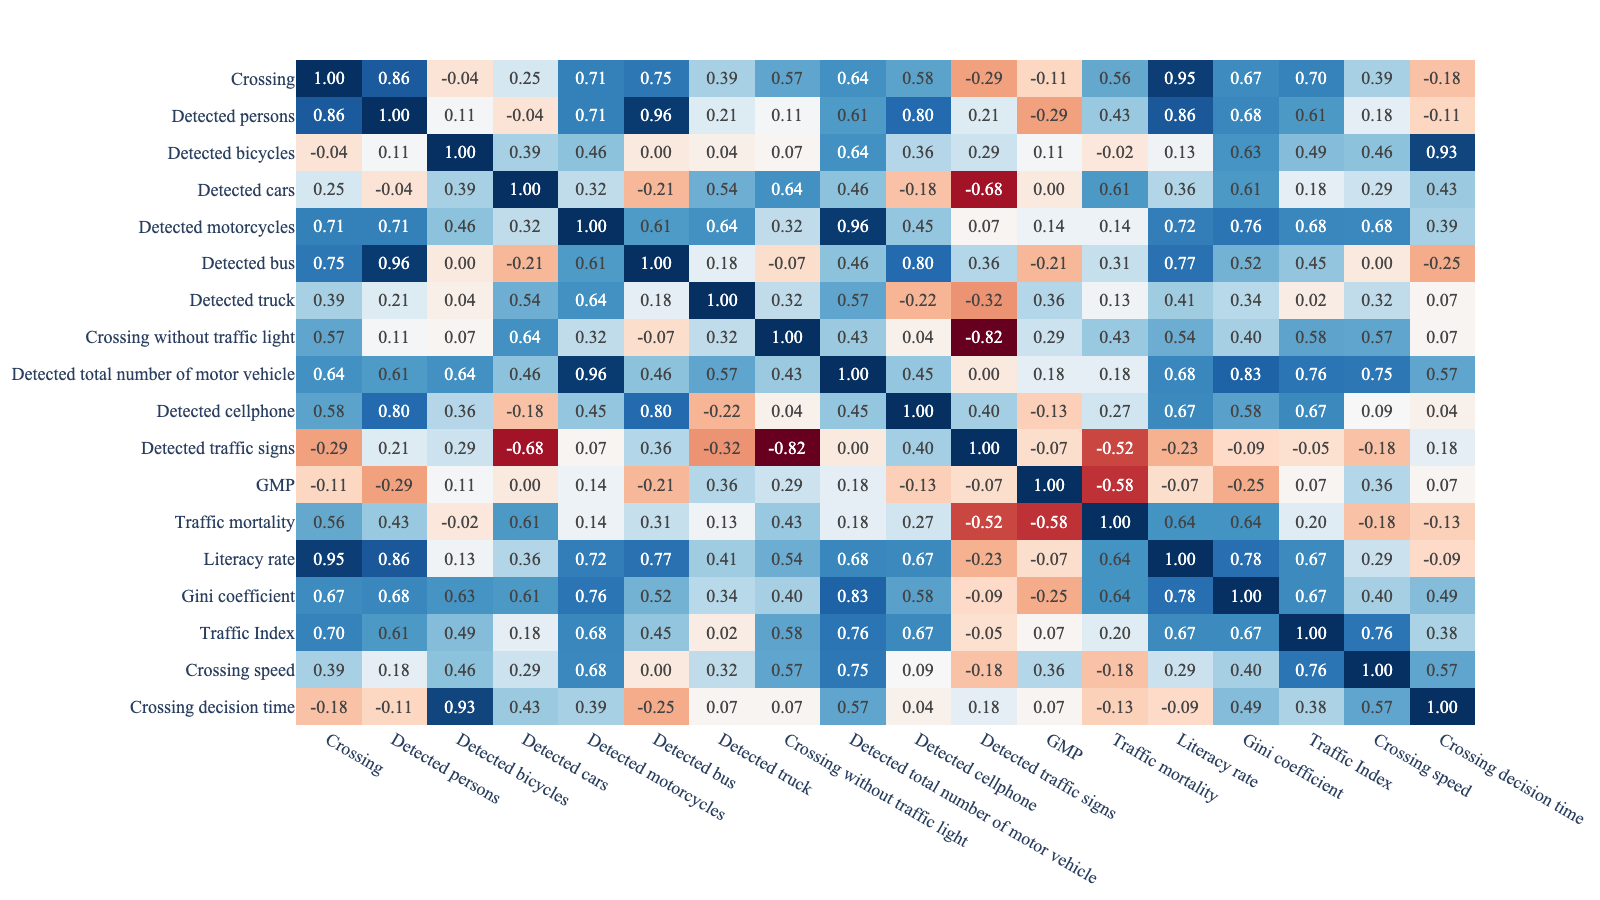 Crossing 1.00 0.86 -0.04 0.25 0.71 0.75 0.39 0.57 0.64 0.58 -0.29 -0.11 0.56 0.95 0.67 0.70 0.39 -0.18
Detected persons 0.86 1.00 0.11 -0.04 0.71 0.96 0.21 0.11 0.61 0.80 0.21 -0.29 0.43 0.86 0.68 0.61 0.18 -0.11
Detected bicycles -0.04 0.11 1.00 0.39 0.46 0.00 0.04 0.07 0.64 0.36 0.29 0.11 -0.02 0.13 0.63 0.49 0.46 0.93
Detected cars 0.25 -0.04 0.39 1.00 0.32 -0.21 0.54 0.64 0.46 -0.18 -0.68 0.00 0.61 0.36 0.61 0.18 0.29 0.43
Detected motorcycles 0.71 0.71 0.46 0.32 1.00 0.61 0.64 0.32 0.96 0.45 0.07 0.14 0.14 0.72 0.76 0.68 0.68 0.39
Detected bus 0.75 0.96 0.00 -0.21 0.61 1.00 0.18 -0.07 0.46 0.80 0.36 -0.21 0.31 0.77 0.52 0.45 0.00 -0.25
Detected truck 0.39 0.21 0.04 0.54 0.64 0.18 1.00 0.32 0.57 -0.22 -0.32 0.36 0.13 0.41 0.34 0.02 0.32 0.07
Crossing without traffic light 0.57 0.11 0.07 0.64 0.32 -0.07 0.32 1.00 0.43 0.04 -0.82 0.29 0.43 0.54 0.40 0.58 0.57 0.07
Detected total number of motor vehicle 0.64 0.61 0.64 0.46 0.96 0.46 0.57 0.43 1.00 0.45 0.00 0.18 0.18 0.68 0.83 0.76 0.75 0.57
Detected cellphone 0.58 0.80 0.36 -0.18 0.45 0.80 -0.22 0.04 0.45 1.00 0.40 -0.13 0.27 0.67 0.58 0.67 0.09 0.04
Detected traffic signs -0.29 0.21 0.29 -0.68 0.07 0.36 -0.32 -0.82 0.00 0.40 1.00 -0.07 -0.52 -0.23 -0.09 -0.05 -0.18 0.18
GMP -0.11 -0.29 0.11 0.00 0.14 -0.21 0.36 0.29 0.18 -0.13 -0.07 1.00 -0.58 -0.07 -0.25 0.07 0.36 0.07
Traffic mortality 0.56 0.43 -0.02 0.61 0.14 0.31 0.13 0.43 0.18 0.27 -0.52 -0.58 1.00 0.64 0.64 0.20 -0.18 -0.13
Literacy rate 0.95 0.86 0.13 0.36 0.72 0.77 0.41 0.54 0.68 0.67 -0.23 -0.07 0.64 1.00 0.78 0.67 0.29 -0.09
Gini coefficient 0.67 0.68 0.63 0.61 0.76 0.52 0.34 0.40 0.83 0.58 -0.09 -0.25 0.64 0.78 1.00 0.67 0.40 0.49
Traffic Index 0.70 0.61 0.49 0.18 0.68 0.45 0.02 0.58 0.76 0.67 -0.05 0.07 0.20 0.67 0.67 1.00 0.76 0.38
Crossing speed 0.39 0.18 0.46 0.29 0.68 0.00 0.32 0.57 0.75 0.09 -0.18 0.36 -0.18 0.29 0.40 0.76 1.00 0.57
Crossing decision time -0.18 -0.11 0.93 0.43 0.39 -0.25 0.07 0.07 0.57 0.04 0.18 0.07 -0.13 -0.09 0.49 0.38 0.57 1.00
Crossing
Detected persons
Detected bicycles
Detected cars
Detected motorcycles
Detected bus
Detected truck
Crossing without traffic light
Detected total number of motor vehicle
Detected cellphone
Detected traffic signs
GMP
Traffic mortality
Literacy rate
Gini coefficient
Traffic Index
Crossing speed
Crossing decision time